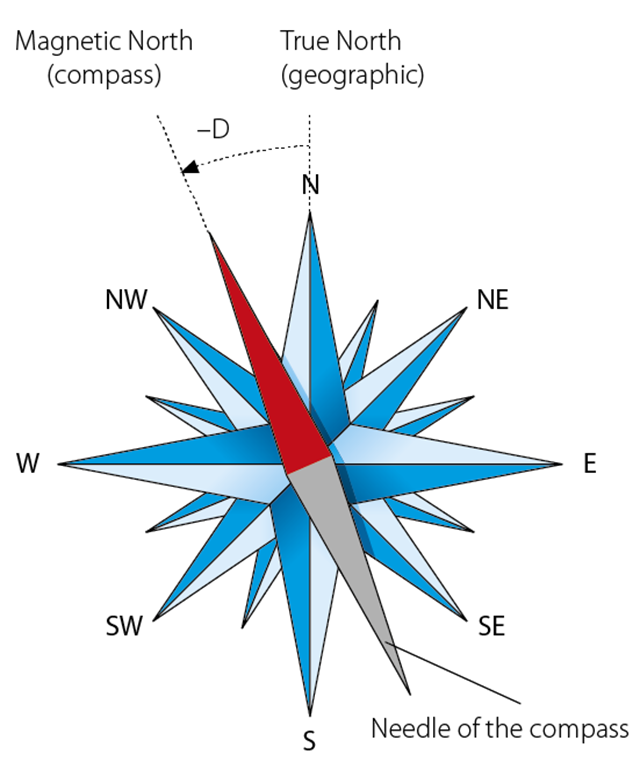 Magnetic North
(compass)
True North
(geographic)
–D
N
NW
NE
W
E
SW
SE
S
Needle of the compass